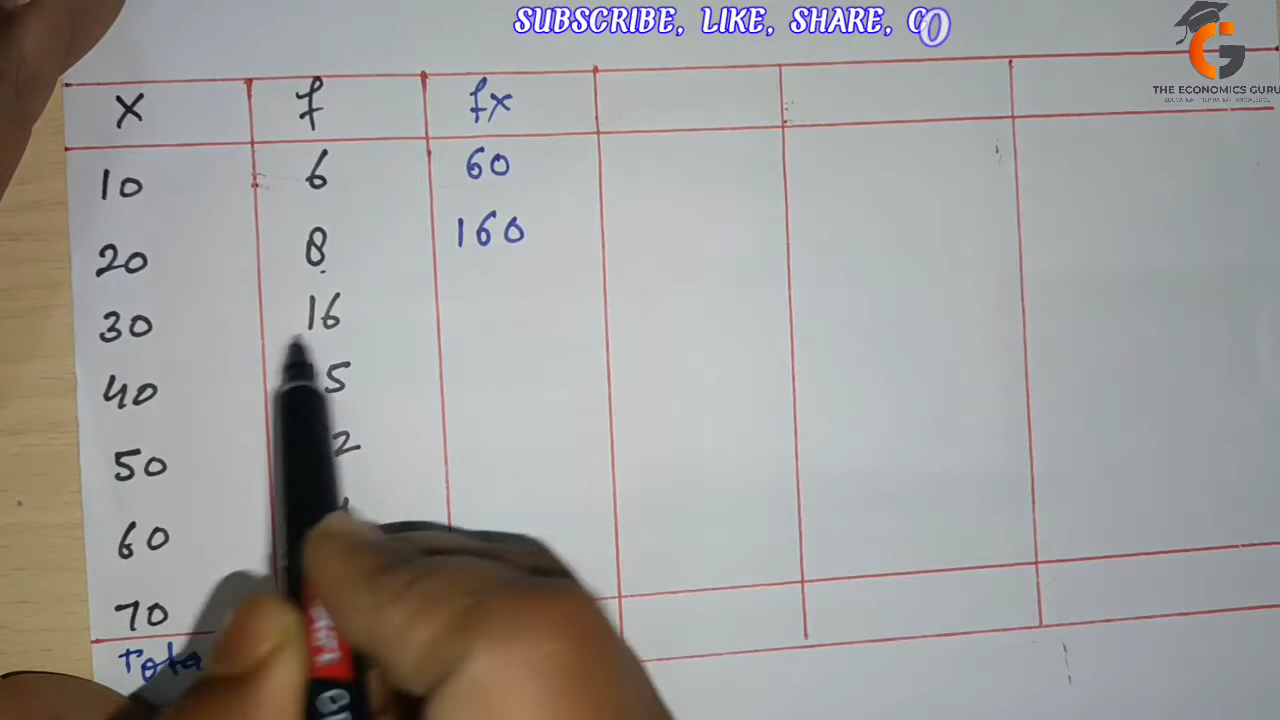 SUBSCRIBE, LIKE, SHARE, CO
THE ECONOMICS GURU
X f fx
10 6 60
20 8 160
30 16
40 5
50 2
60
70
Tota